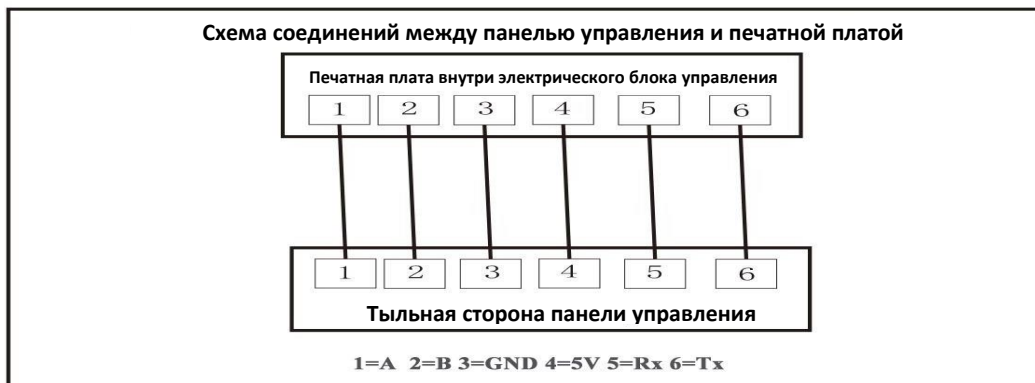 Схема соединений между панелью управления и печатной платой
Печатная плата внутри электрического блока управления
1 2 3 4 5 6
1 2 3 4 5 6
Тыльная сторона панели управления
1=A 2=B 3=GND 4=5V 5=Rx 6=Tx